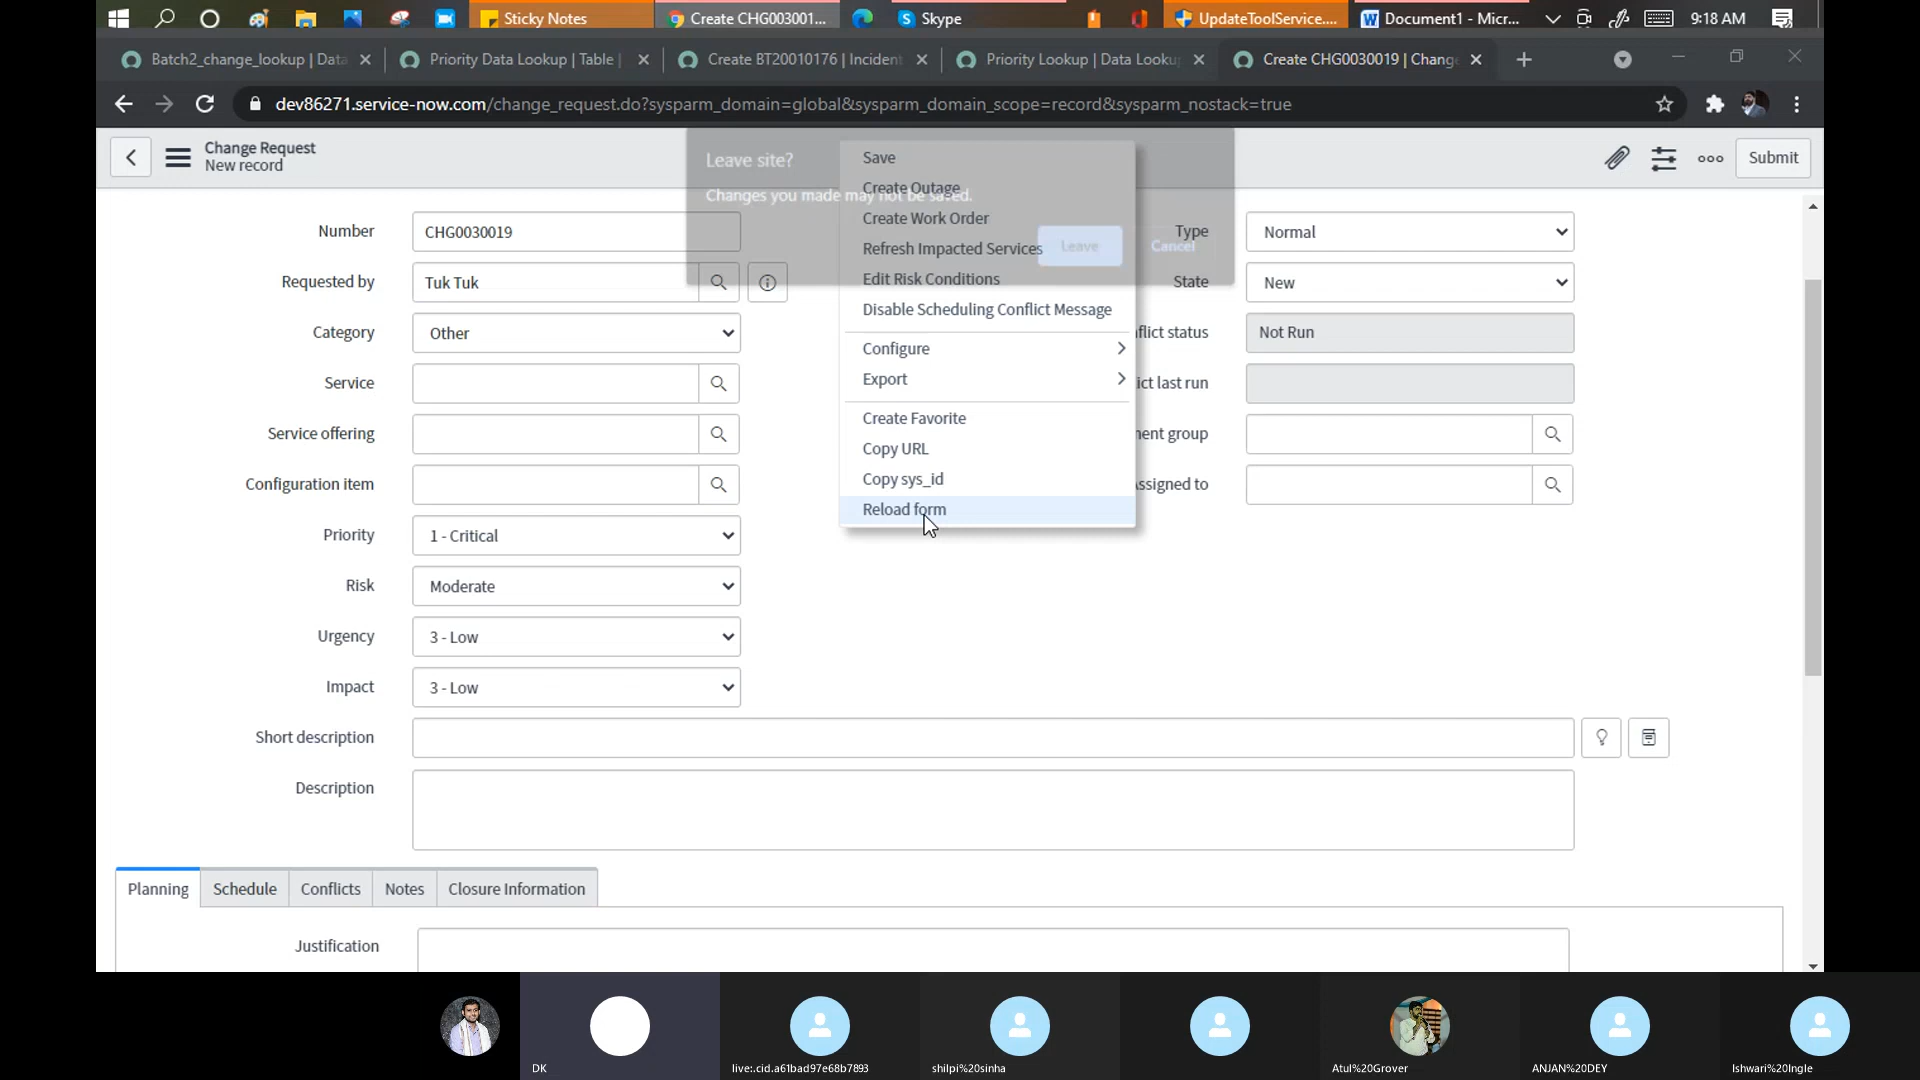 Sticky Notes
Create CHG003001...
Skype
UpdateToolService....
Document1 - Micr...
9:18 AM
Batch2_change_lookup | Data
Priority Data Lookup | Table |
Create BT20010176 | Incident
Priority Lookup | Data Looku
Create CHG0030019 | Chang
dev86271.service-now.com/change_request.do?sysparm_domain=global&sysparm_domain_scope=record&sysparm_nostack=true
Change Request
New record
Submit
Leave site?
Changes you made may not be saved.
Leave
Cancel
Save
Create Outage
Create Work Order
Refresh Impacted Services
Edit Risk Conditions
Disable Scheduling Conflict Message
Configure
Export
Create Favorite
Copy URL
Copy sys_id
Reload form
Number CHG0030019
Requested by Tuk Tuk
Category Other
Service
Service offering
Configuration item
Priority 1 - Critical
Risk Moderate
Urgency 3 - Low
Impact 3 - Low
Type Normal
State New
nflict status Not Run
ict last run
ment group
Assigned to
Short description
Description
Planning Schedule Conflicts Notes Closure Information
Justification
DK
live:.cid.a61bad97e68b7893
shilpi%20sinha
Atul%20Grover
ANJAN%20DEY
Ishwari%20Ingle